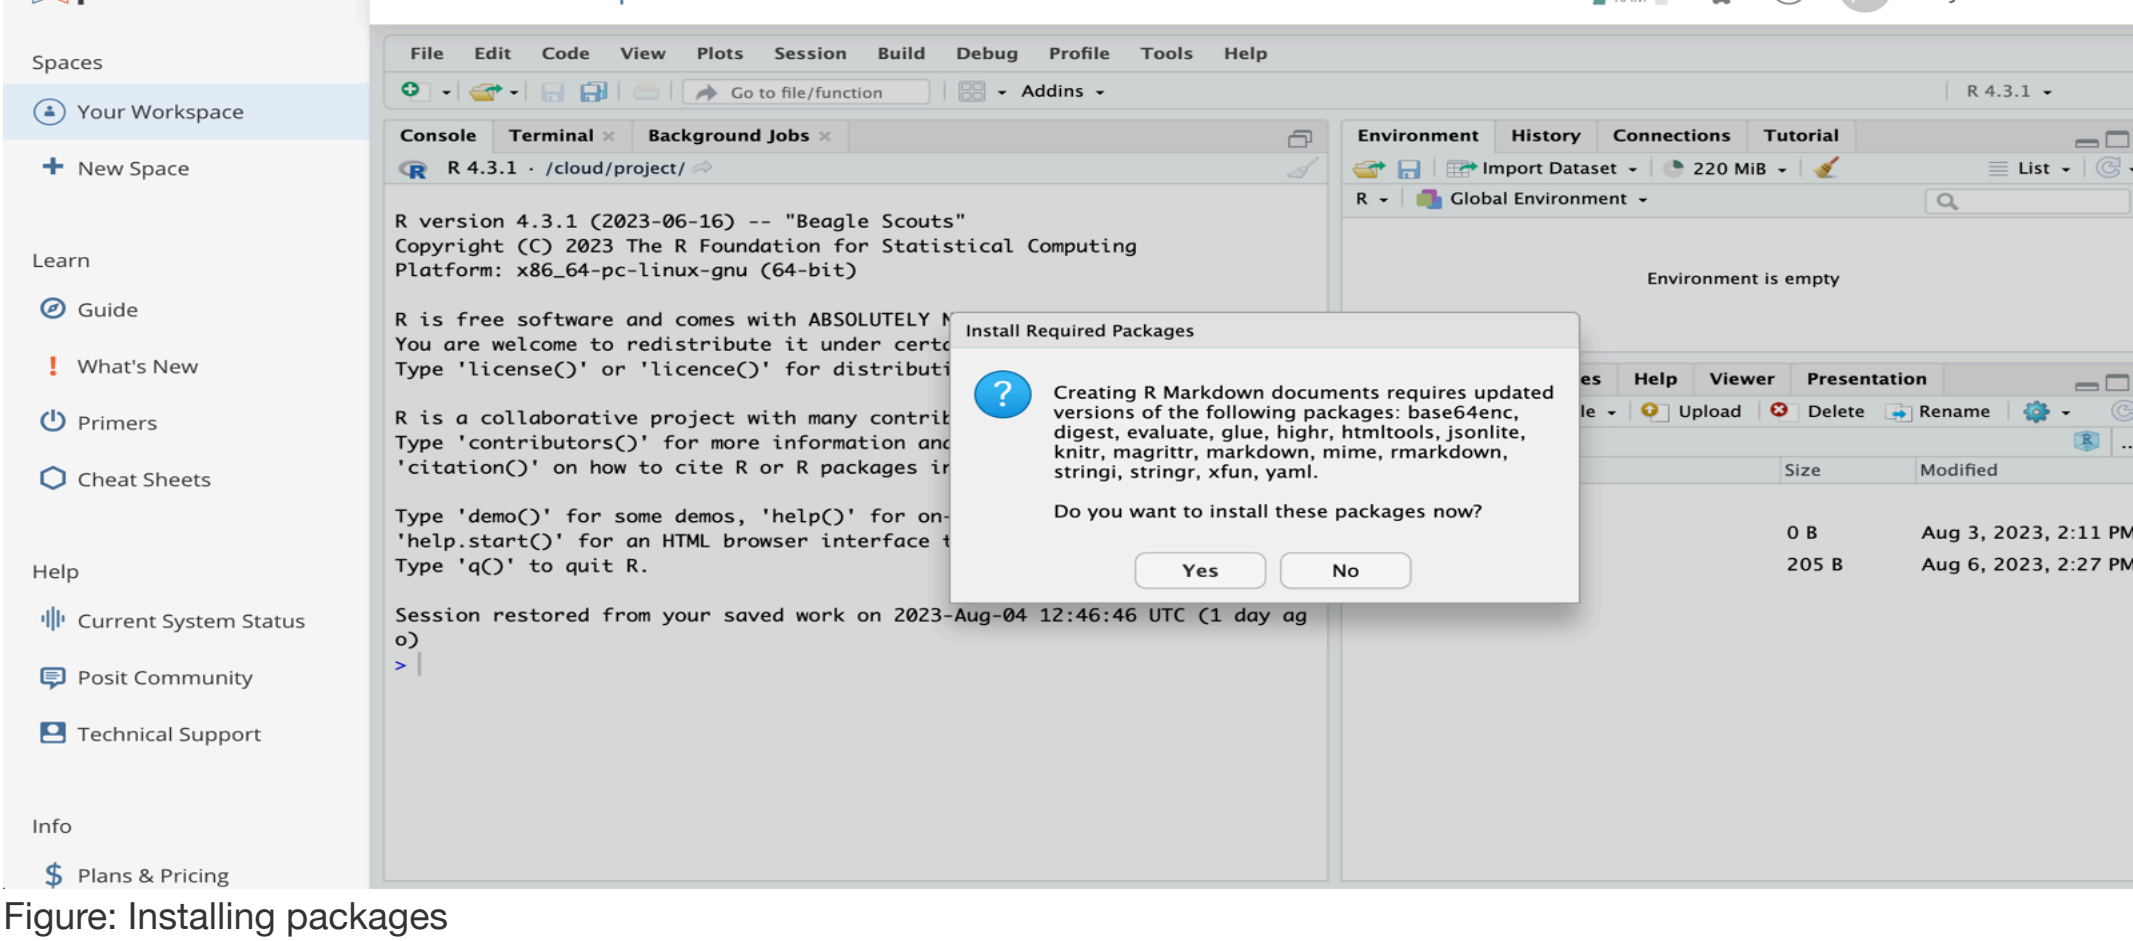 Spaces
Your Workspace
New Space
Learn
Guide
What's New
Primers
Cheat Sheets
Help
Current System Status
Posit Community
Technical Support
Info
Plans & Pricing
File Edit Code View Plots Session Build Debug Profile Tools Help
Go to file/function Addins R 4.3.1
Console Terminal Background Jobs
R 4.3.1 · /cloud/project/
R version 4.3.1 (2023-06-16) -- "Beagle Scouts"
Copyright (C) 2023 The R Foundation for Statistical Computing
Platform: x86_64-pc-linux-gnu (64-bit)
R is free software and comes with ABSOLUTELY
You are welcome to redistribute it under certa
Type 'license()' or 'licence()' for distributi
R is a collaborative project with many contrib
Type 'contributors()' for more information and
'citation()' on how to cite R or R packages in
Type 'demo()' for some demos, 'help()' for on-
'help.start()' for an HTML browser interface t
Type 'q()' to quit R.
Session restored from your saved work on 2023-Aug-04 12:46:46 UTC (1 day ag
o)
>
Install Required Packages
?
Creating R Markdown documents requires updated
versions of the following packages: base64enc,
digest, evaluate, glue, highr, htmltools, jsonlite,
knitr, magrittr, markdown, mime, rmarkdown,
stringi, stringr, xfun, yaml.
Do you want to install these packages now?
Yes No
Environment History Connections Tutorial
Import Dataset 220 MiB List
R Global Environment
Environment is empty
es Help Viewer Presentation
le Upload Delete Rename
R ...
Size Modified
0 B Aug 3, 2023, 2:11 PM
205 B Aug 6, 2023, 2:27 PM
Figure: Installing packages